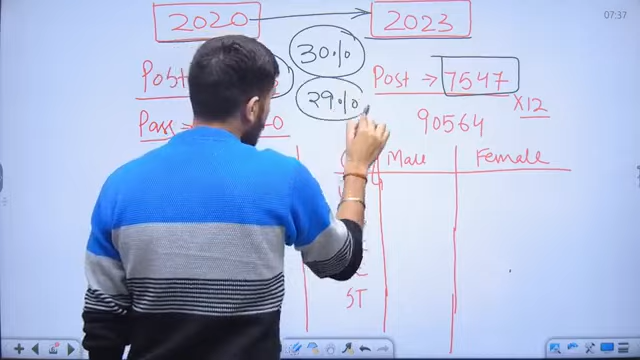 2020 → 2023
07:37
30%
29%
Post →
Post → 7547
x12
Pass →
90564
Male Female
ST